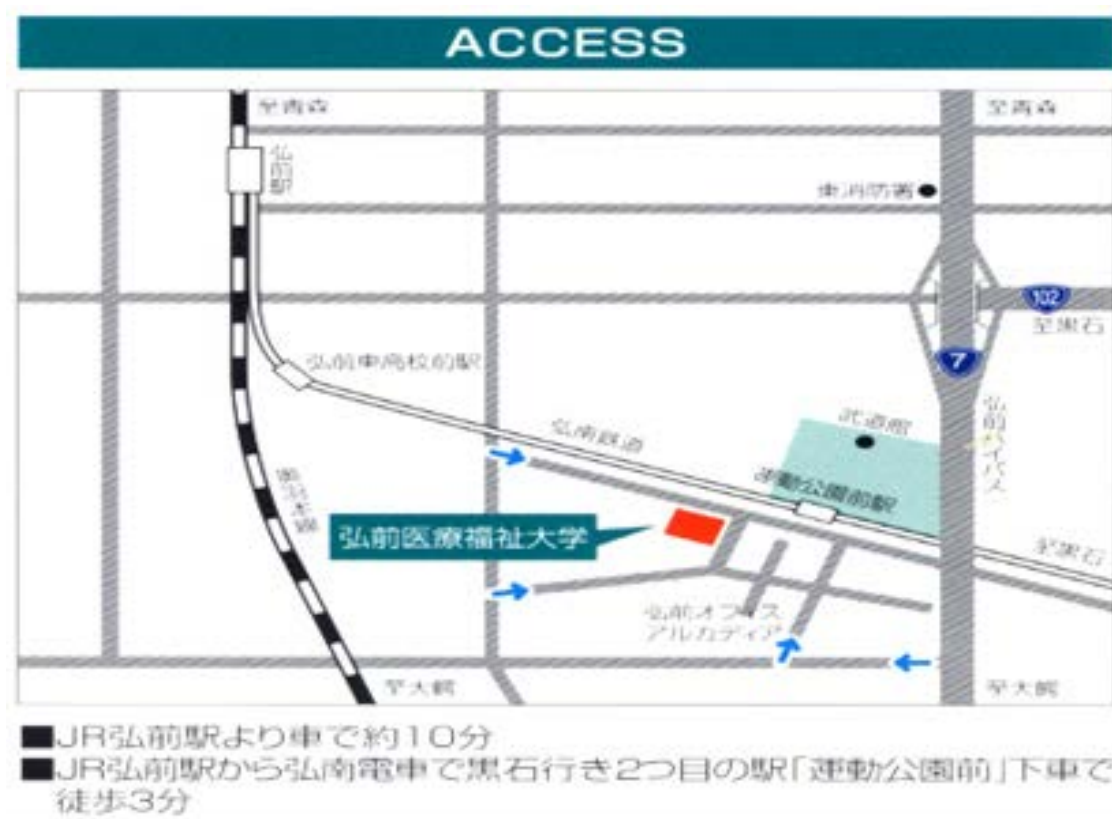 ACCESS
至青森
至青森
弘前駅
東消防署
102
至黒石
7
弘前東高校前駅
弘前バイパス
武道館
弘南鉄道
運動公園前駅
奥羽本線
弘前医療福祉大学
至黒石
弘前オフィス
アルカディア
至大鰐
至大鰐
■JR弘前駅より車で約10分
■JR弘前駅から弘南電車で黒石行き2つ目の駅「運動公園前」下車で
徒歩3分